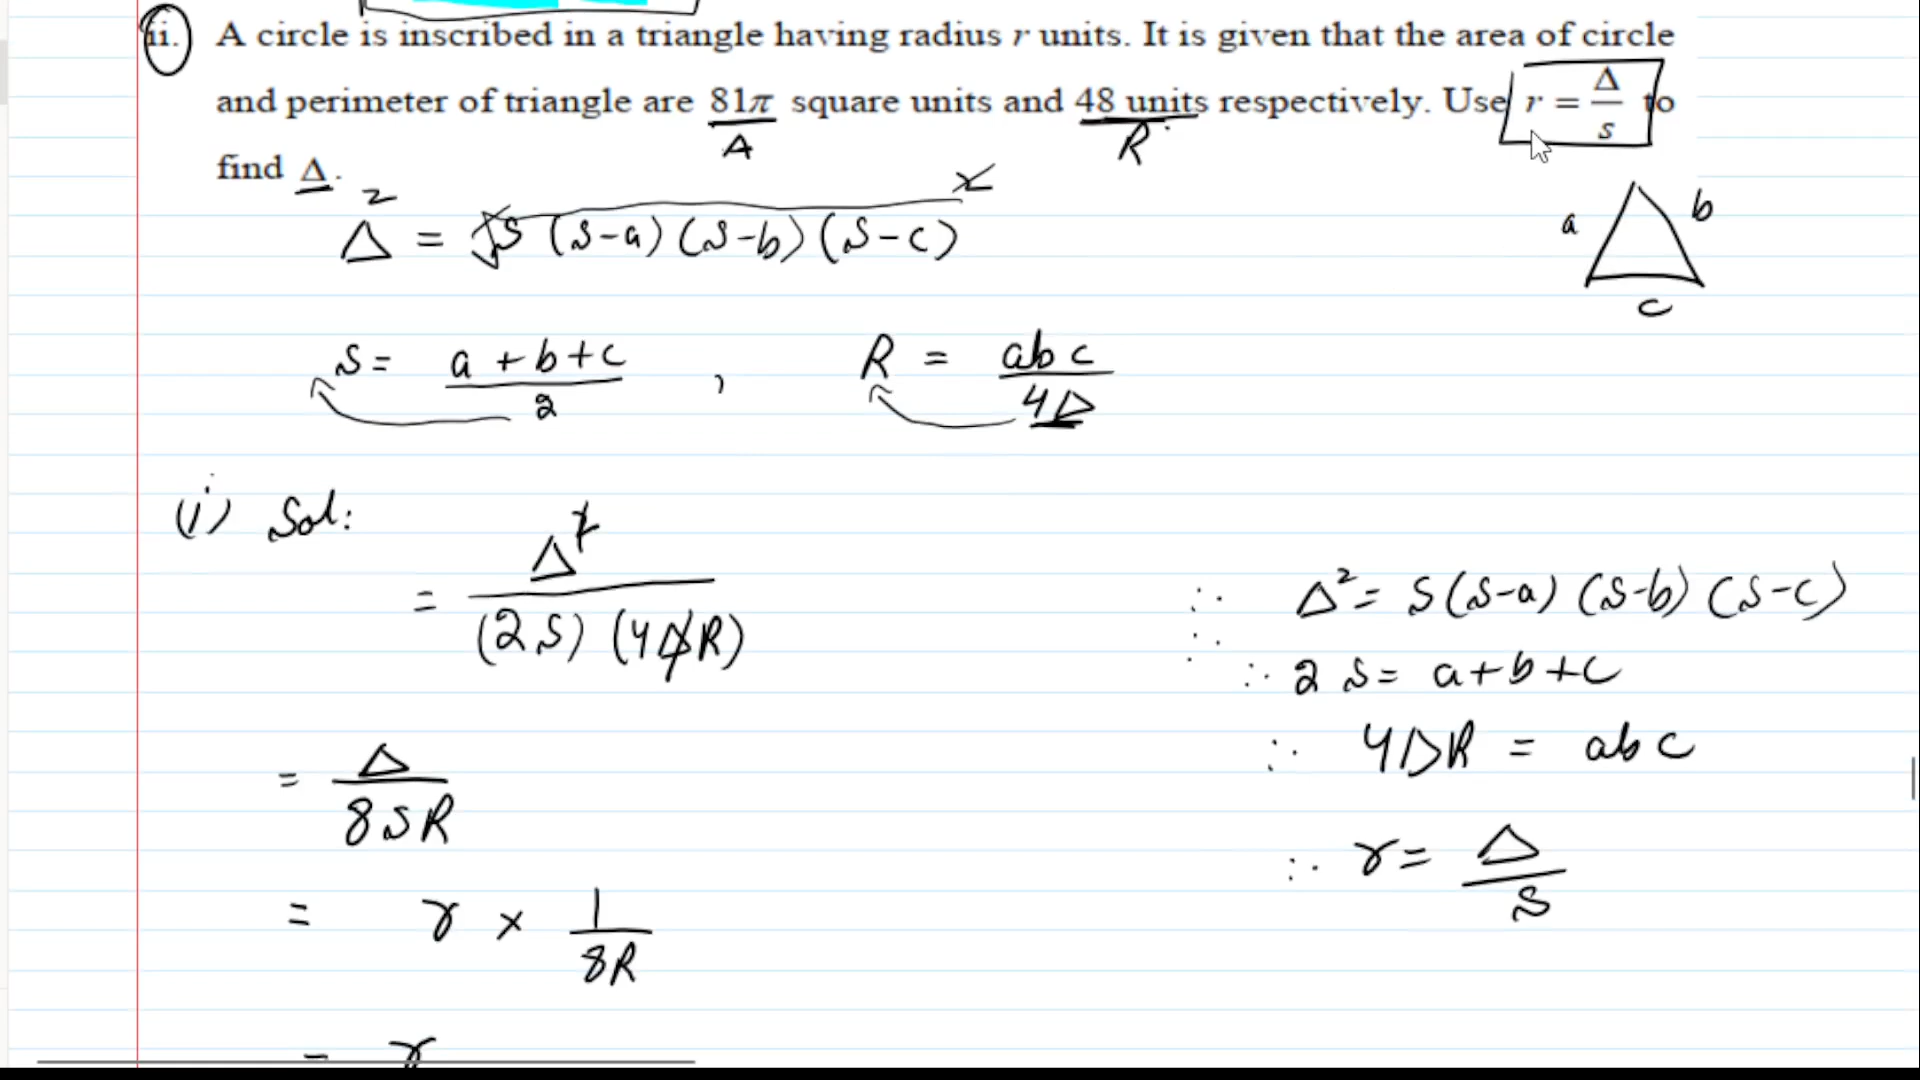 ii. A circle is inscribed in a triangle having radius r units. It is given that the area of circle
and perimeter of triangle are 81π square units and 48 units respectively. Use r = Δ/s to
A R
find Δ.
Δ² = √S (S-a) (S-b) (S-c) ²
a b
c
S = a + b + c / 2 , R = abc / 4Δ
(i) Sol:
= Δ² / (2S) (4ΔR)
∵ Δ² = S(S-a) (S-b) (S-c)
∵ 2S = a+b+c
∵ 4ΔR = abc
= Δ / 8SR
∵ r = Δ / S
= r × 1 / 8R
= r